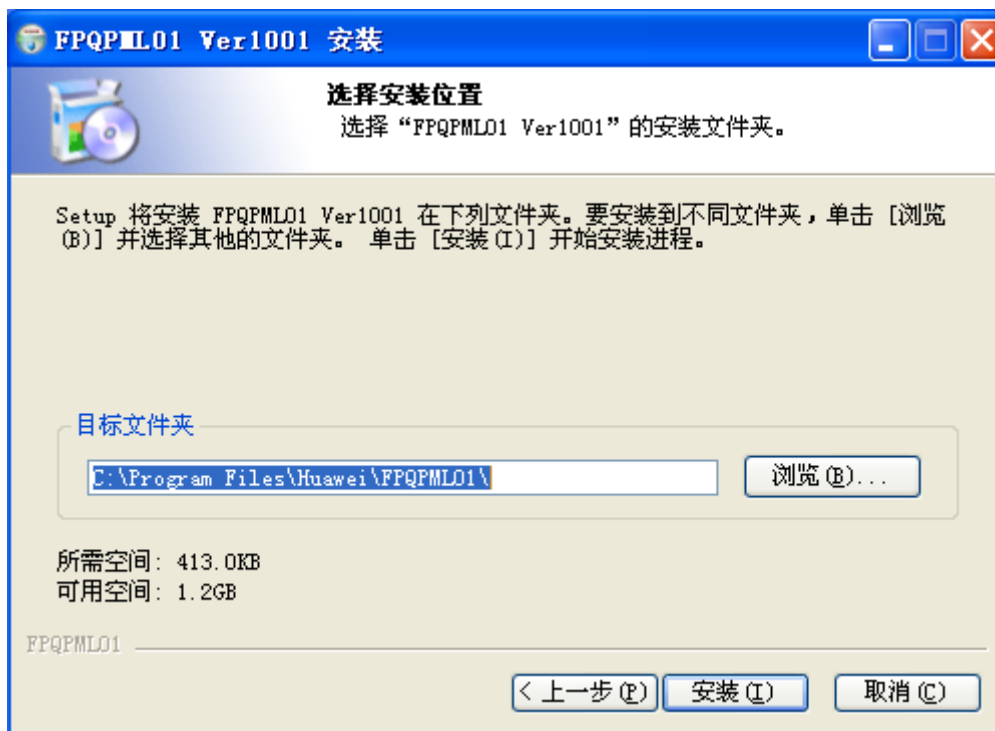 FPQPML01 Ver1001 安装
选择安装位置
选择“FPQPML01 Ver1001”的安装文件夹。
Setup 将安装 FPQPML01 Ver1001 在下列文件夹。要安装到不同文件夹，单击 [浏览
(B)] 并选择其他的文件夹。 单击 [安装(I)] 开始安装进程。
目标文件夹
C:\Program Files\Huawei\FPQPML01\
浏览(B)...
所需空间: 413.0KB
可用空间: 1.2GB
FPQPML01
< 上一步(P)
安装(I)
取消(C)